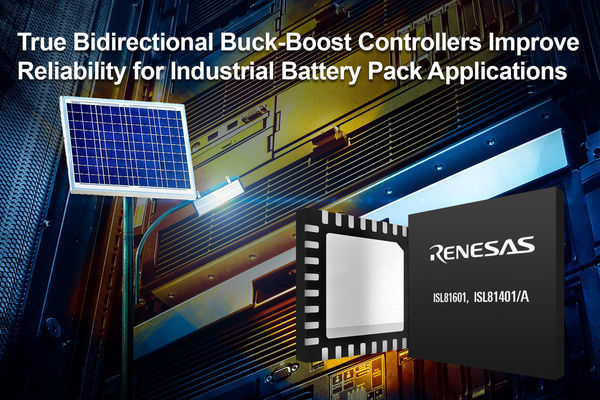 True Bidirectional Buck-Boost Controllers Improve
Reliability for Industrial Battery Pack Applications
RENESAS
ISL81601, ISL81401/A